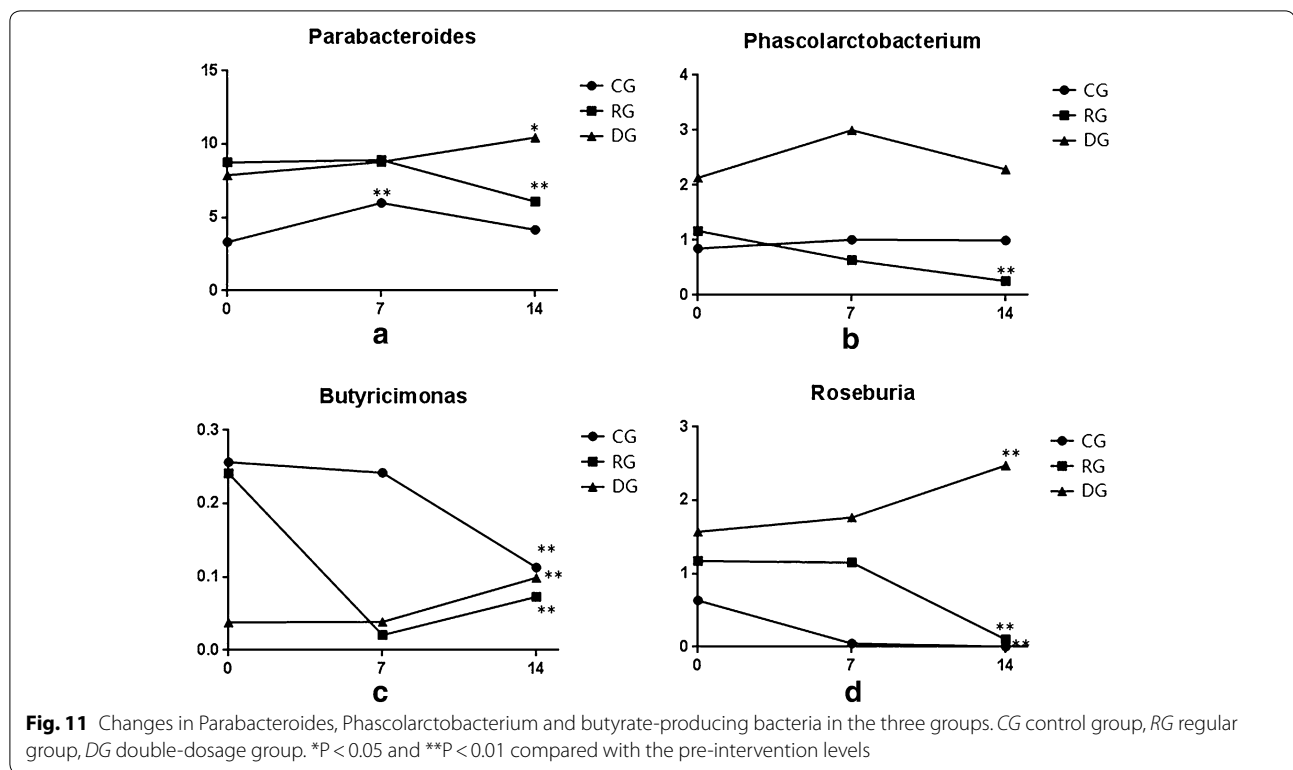 Parabacteroides
15
10
5
0
0 7 14
* ** **
CG
RG
DG
a
Phascolarctobacterium
4
3
2
1
0
0 7 14
**
CG
RG
DG
b
Butyricimonas
0.3
0.2
0.1
0.0
0 7 14
**
**
**
CG
RG
DG
c
Roseburia
3
2
1
0
0 7 14
**
**
**
CG
RG
DG
d
Fig. 11 Changes in Parabacteroides, Phascolarctobacterium and butyrate-producing bacteria in the three groups. CG control group, RG regular
group, DG double-dosage group. *P < 0.05 and **P < 0.01 compared with the pre-intervention levels